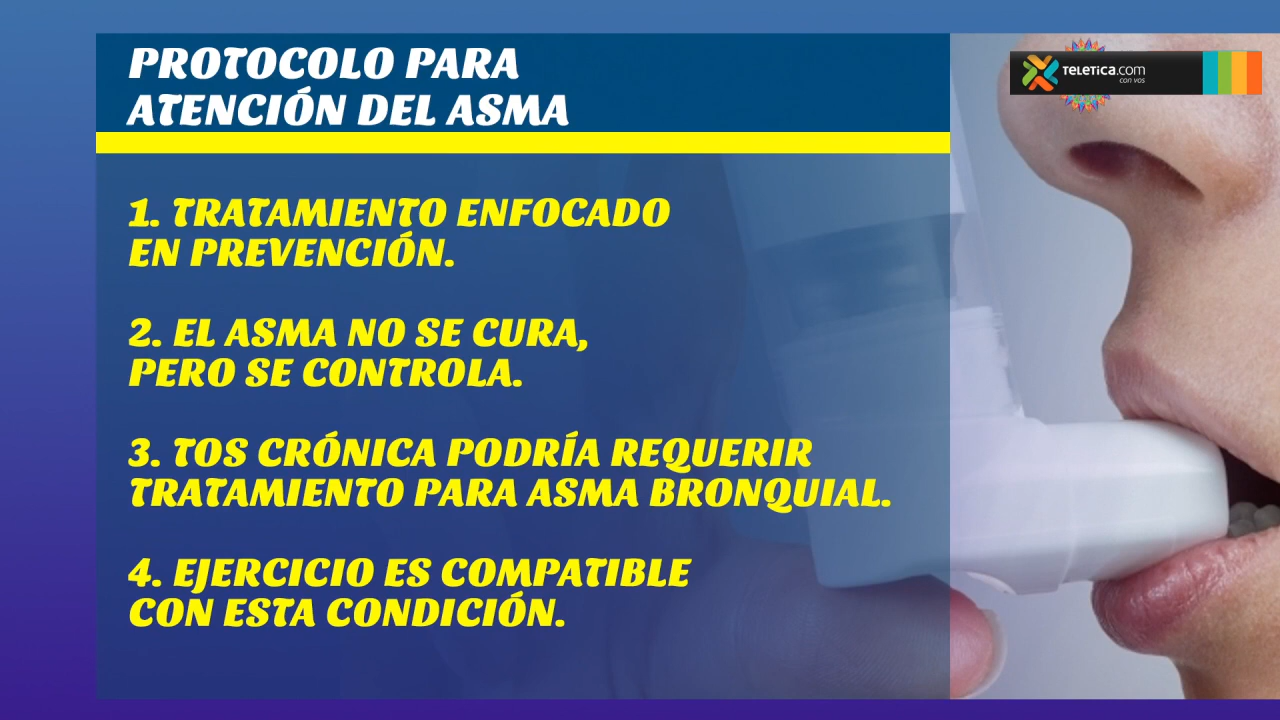 PROTOCOLO PARA
ATENCIÓN DEL ASMA
TELETICA.COM
con vos
1. TRATAMIENTO ENFOCADO
EN PREVENCIÓN.
2. EL ASMA NO SE CURA,
PERO SE CONTROLA.
3. TOS CRÓNICA PODRÍA REQUERIR
TRATAMIENTO PARA ASMA BRONQUIAL.
4. EJERCICIO ES COMPATIBLE
CON ESTA CONDICIÓN.